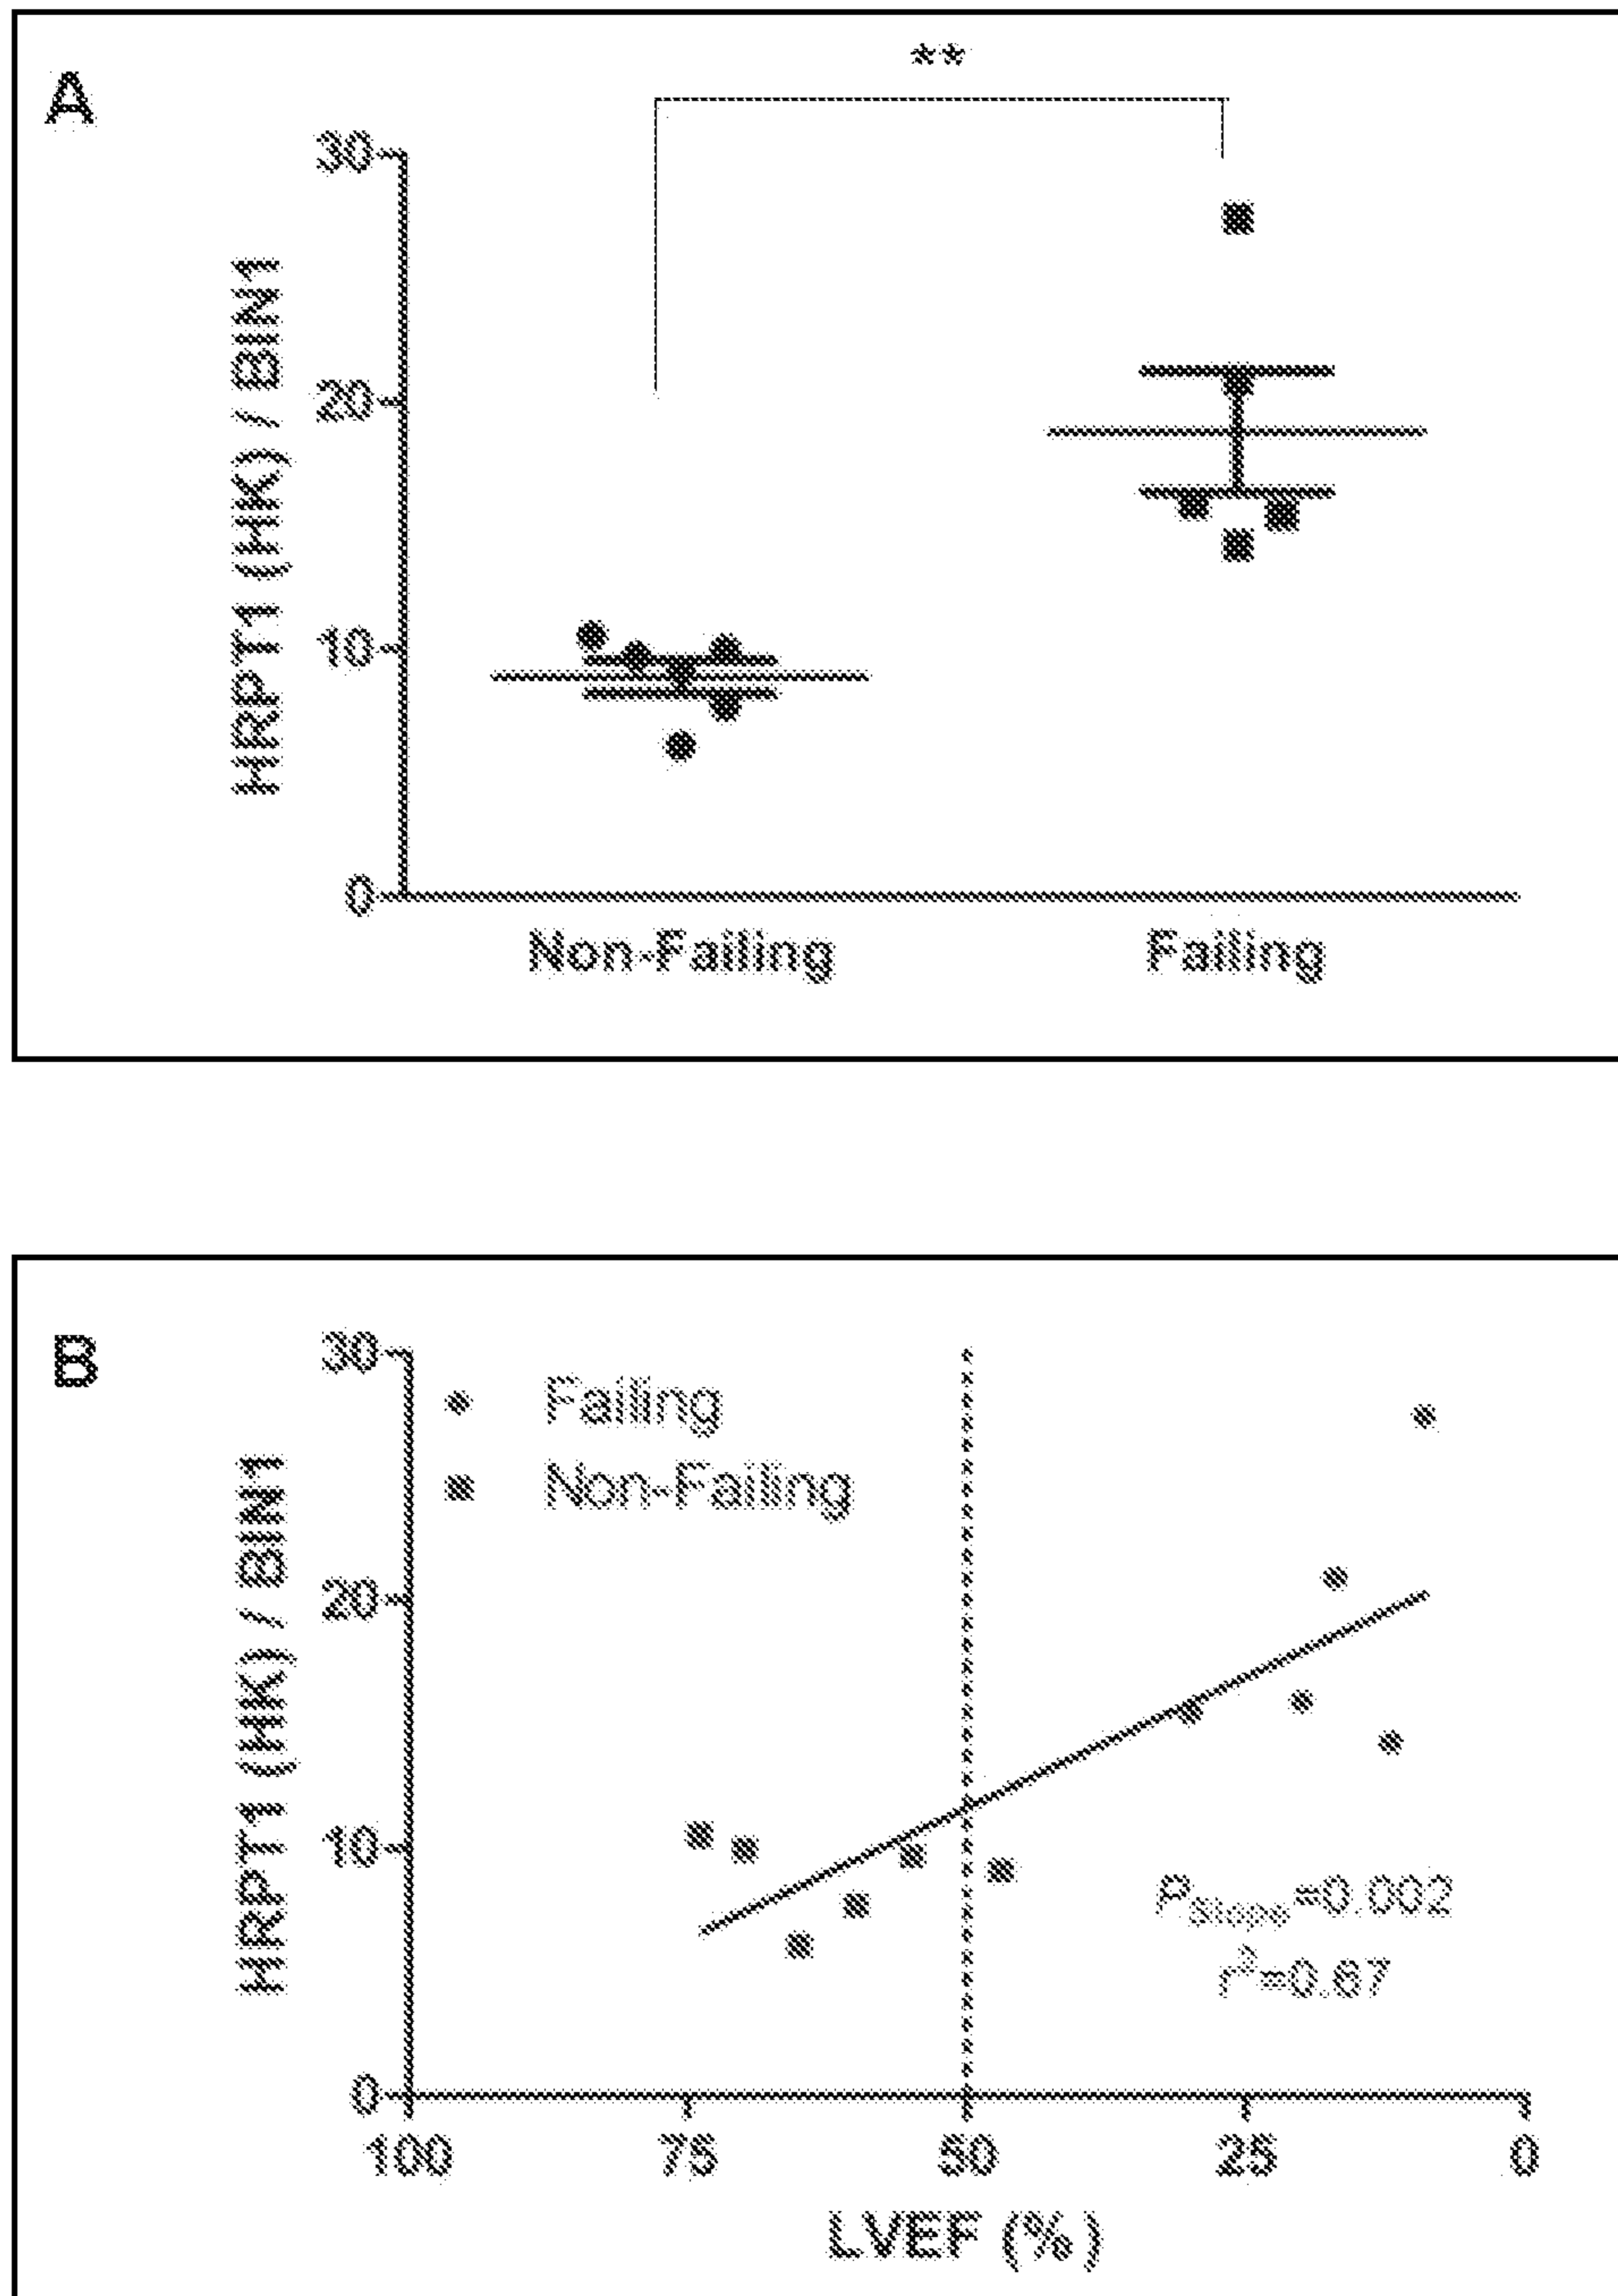 A
**
30
20
10
0
HRPT1 (HK) / BIN1
Non-Failing
Failing
B
30
20
10
0
HRPT1 (HK) / BIN1
Failing
Non-Failing
PSlope=0.002
r²=0.67
100 75 50 25 0
LVEF (%)